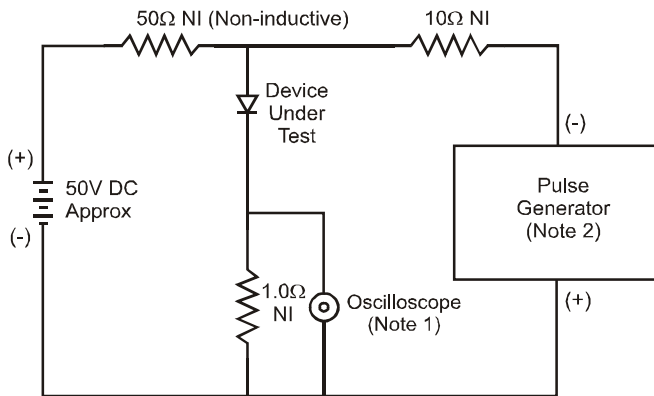 50Ω NI (Non-inductive)
10Ω NI
Device
Under
Test
(+)
50V DC
Approx
(-)
1.0Ω
NI
Oscilloscope
(Note 1)
(-)
Pulse
Generator
(Note 2)
(+)